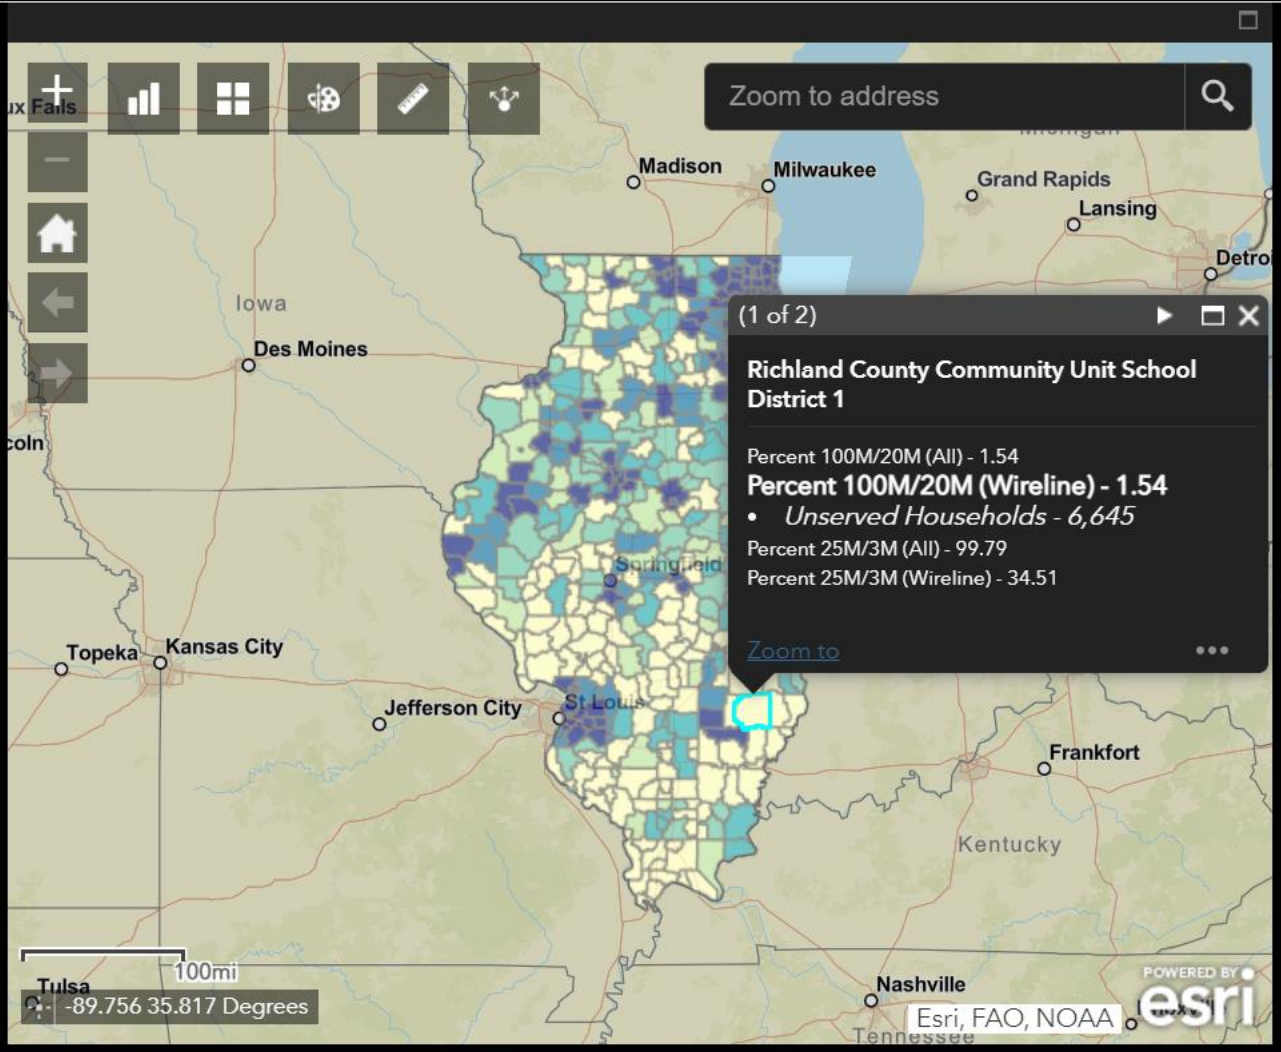 ux Falls
Zoom to address
Michigan
Madison
Milwaukee
Grand Rapids
Lansing
Detroi
Iowa
Des Moines
(1 of 2)
Richland County Community Unit School
District 1
coln
Percent 100M/20M (All) - 1.54
Percent 100M/20M (Wireline) - 1.54
• Unserved Households - 6,645
Percent 25M/3M (All) - 99.79
Percent 25M/3M (Wireline) - 34.51
Springfield
Zoom to
Topeka
Kansas City
Jefferson City
St Louis
Frankfort
Kentucky
100mi
Tulsa
-89.756 35.817 Degrees
Nashville
POWERED BY
esri
Esri, FAO, NOAA
Tennessee